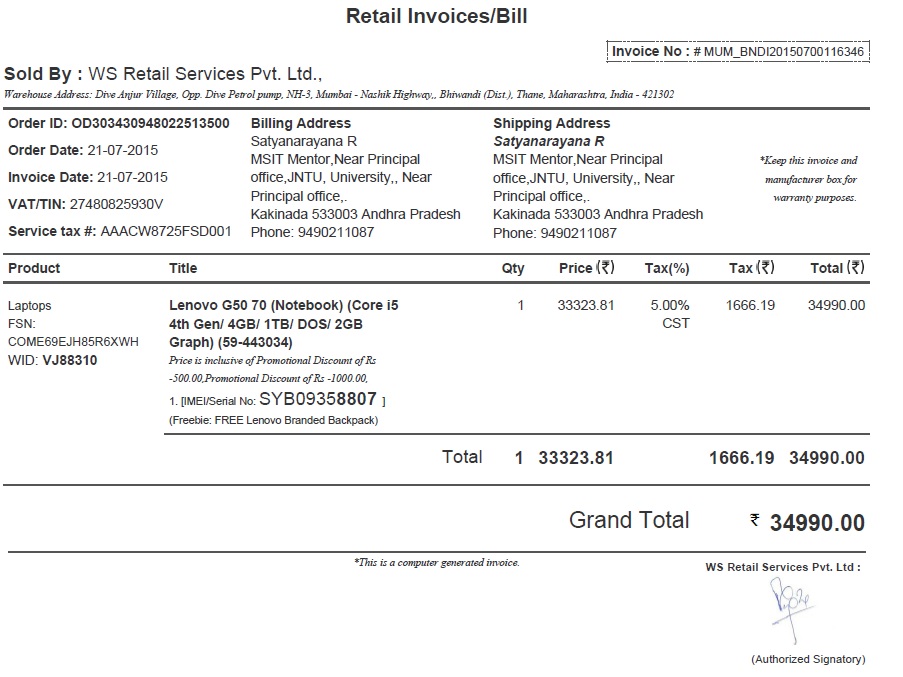 Retail Invoices/Bill
Invoice No : # MUM_BNDI20150700116346
Sold By : WS Retail Services Pvt. Ltd.,
Warehouse Address: Dive Anjur Village, Opp. Dive Petrol pump, NH-3, Mumbai - Nashik Highway,, Bhiwandi (Dist.), Thane, Maharashtra, India - 421302
Order ID: OD303430948022513500
Order Date: 21-07-2015
Invoice Date: 21-07-2015
VAT/TIN: 27480825930V
Service tax #: AAACW8725FSD001
Billing Address
Satyanarayana R
MSIT Mentor,Near Principal
office,JNTU, University,, Near
Principal office,.
Kakinada 533003 Andhra Pradesh
Phone: 9490211087
Shipping Address
Satyanarayana R
MSIT Mentor,Near Principal
office,JNTU, University,, Near
Principal office,.
Kakinada 533003 Andhra Pradesh
Phone: 9490211087
*Keep this invoice and
manufacturer box for
warranty purposes.
Product Title Qty Price (₹) Tax(%) Tax (₹) Total (₹)
Laptops
FSN:
COME69EJH85R6XWH
WID: VJ88310
Lenovo G50 70 (Notebook) (Core i5
4th Gen/ 4GB/ 1TB/ DOS/ 2GB
Graph) (59-443034)
Price is inclusive of Promotional Discount of Rs
-500.00,Promotional Discount of Rs -1000.00,
1. [IMEI/Serial No: SYB09358807 ]
(Freebie: FREE Lenovo Branded Backpack)
1 33323.81 5.00% 1666.19 34990.00
CST
Total 1 33323.81 1666.19 34990.00
Grand Total ₹ 34990.00
*This is a computer generated invoice.
WS Retail Services Pvt. Ltd :
(Authorized Signatory)